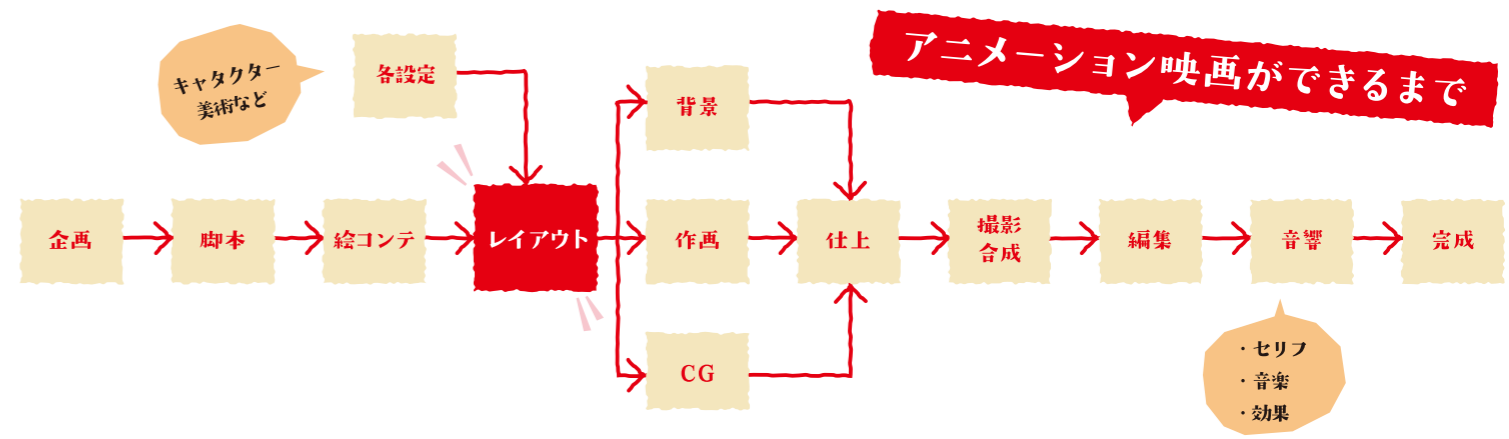 アニメーション映画ができるまで
キャタクター
美術など
各設定
企画
脚本
絵コンテ
レイアウト
背景
作画
CG
仕上
撮影
合成
編集
音響
完成
・セリフ
・音楽
・効果